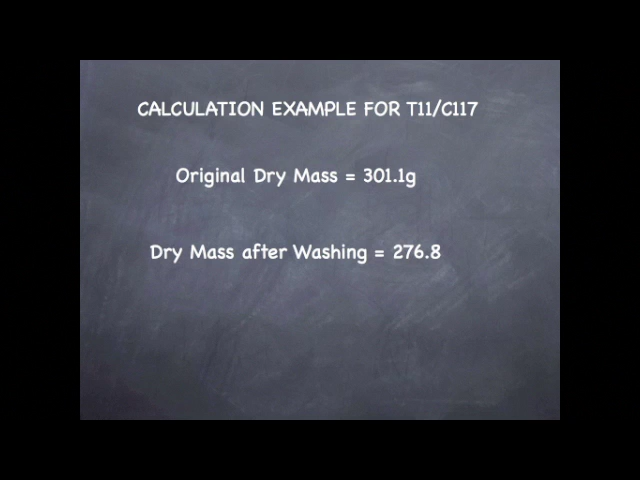 CALCULATION EXAMPLE FOR T11/C117
Original Dry Mass = 301.1g
Dry Mass after Washing = 276.8